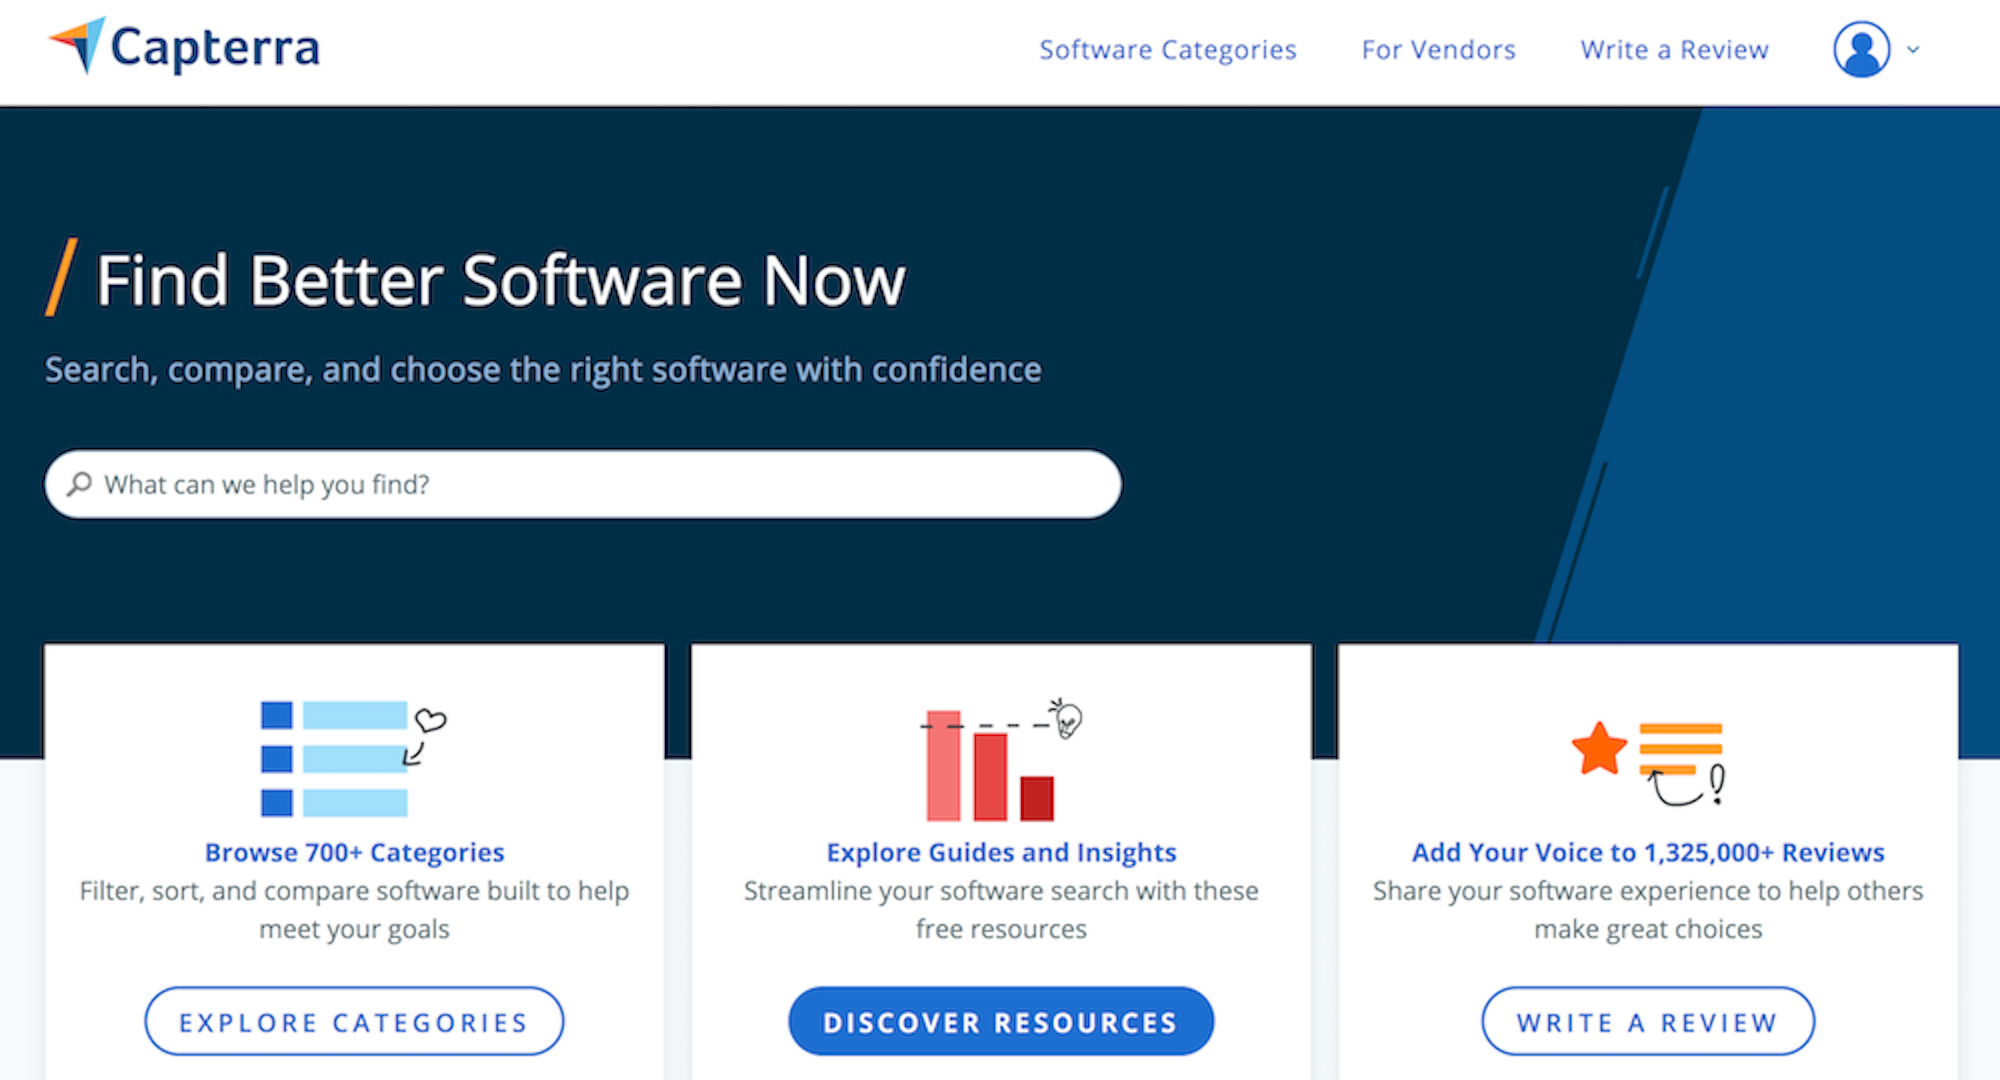 Capterra
Software Categories
For Vendors
Write a Review
Find Better Software Now
Search, compare, and choose the right software with confidence
What can we help you find?
Browse 700+ Categories
Filter, sort, and compare software built to help
meet your goals
EXPLORE CATEGORIES
Explore Guides and Insights
Streamline your software search with these
free resources
DISCOVER RESOURCES
Add Your Voice to 1,325,000+ Reviews
Share your software experience to help others
make great choices
WRITE A REVIEW